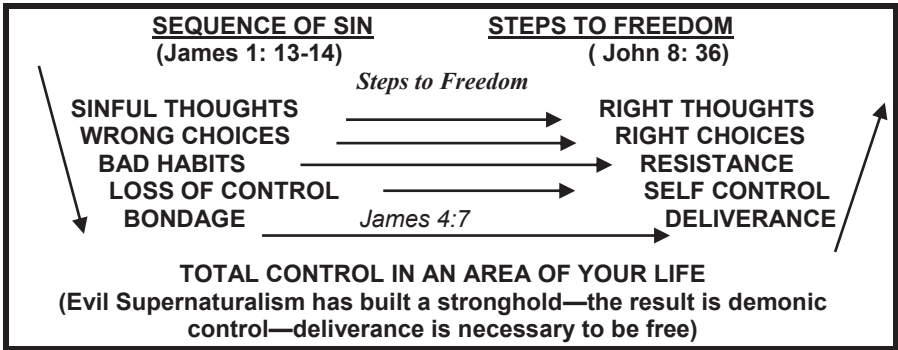 SEQUENCE OF SIN STEPS TO FREEDOM
(James 1: 13-14) ( John 8: 36)
Steps to Freedom
SINFUL THOUGHTS RIGHT THOUGHTS
WRONG CHOICES RIGHT CHOICES
BAD HABITS RESISTANCE
LOSS OF CONTROL SELF CONTROL
BONDAGE James 4:7 DELIVERANCE
TOTAL CONTROL IN AN AREA OF YOUR LIFE
(Evil Supernaturalism has built a stronghold—the result is demonic
control—deliverance is necessary to be free)